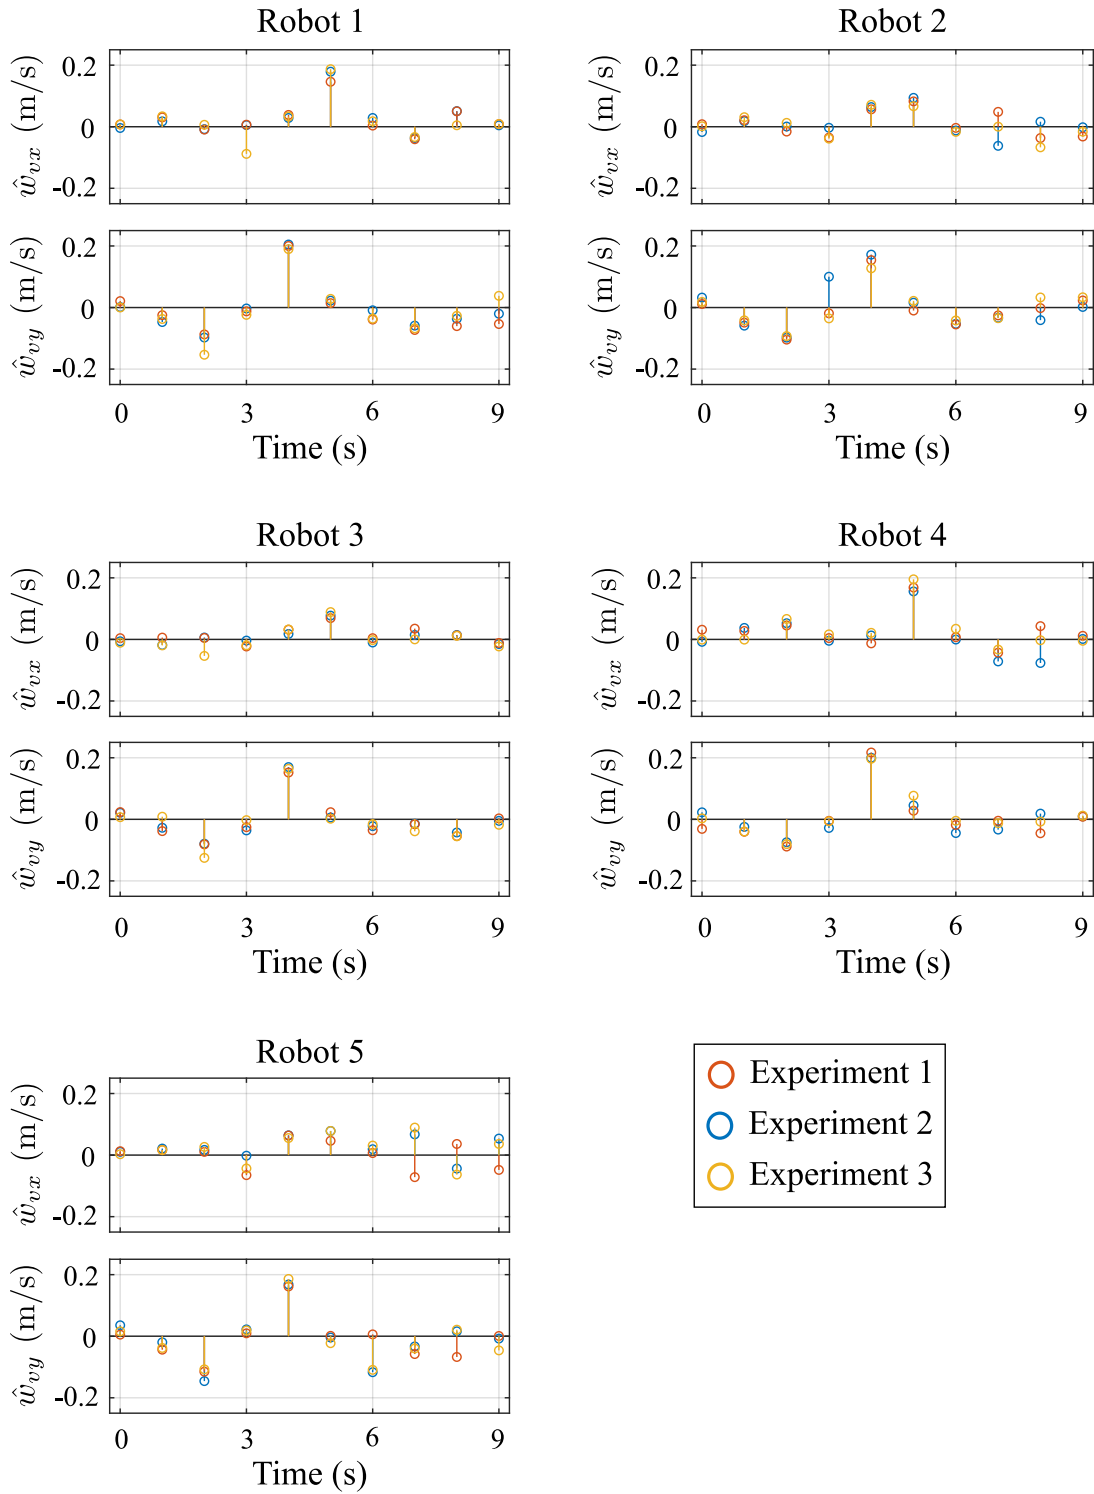 Robot 1
0.2
0
-0.2
ŵvx (m/s)
0.2
0
-0.2
ŵvy (m/s)
0 3 6 9
Time (s)
Robot 2
0.2
0
-0.2
ŵvx (m/s)
0.2
0
-0.2
ŵvy (m/s)
0 3 6 9
Time (s)
Robot 3
0.2
0
-0.2
ŵvx (m/s)
0.2
0
-0.2
ŵvy (m/s)
0 3 6 9
Time (s)
Robot 4
0.2
0
-0.2
ŵvx (m/s)
0.2
0
-0.2
ŵvy (m/s)
0 3 6 9
Time (s)
Robot 5
0.2
0
-0.2
ŵvx (m/s)
0.2
0
-0.2
ŵvy (m/s)
0 3 6 9
Time (s)
Experiment 1
Experiment 2
Experiment 3